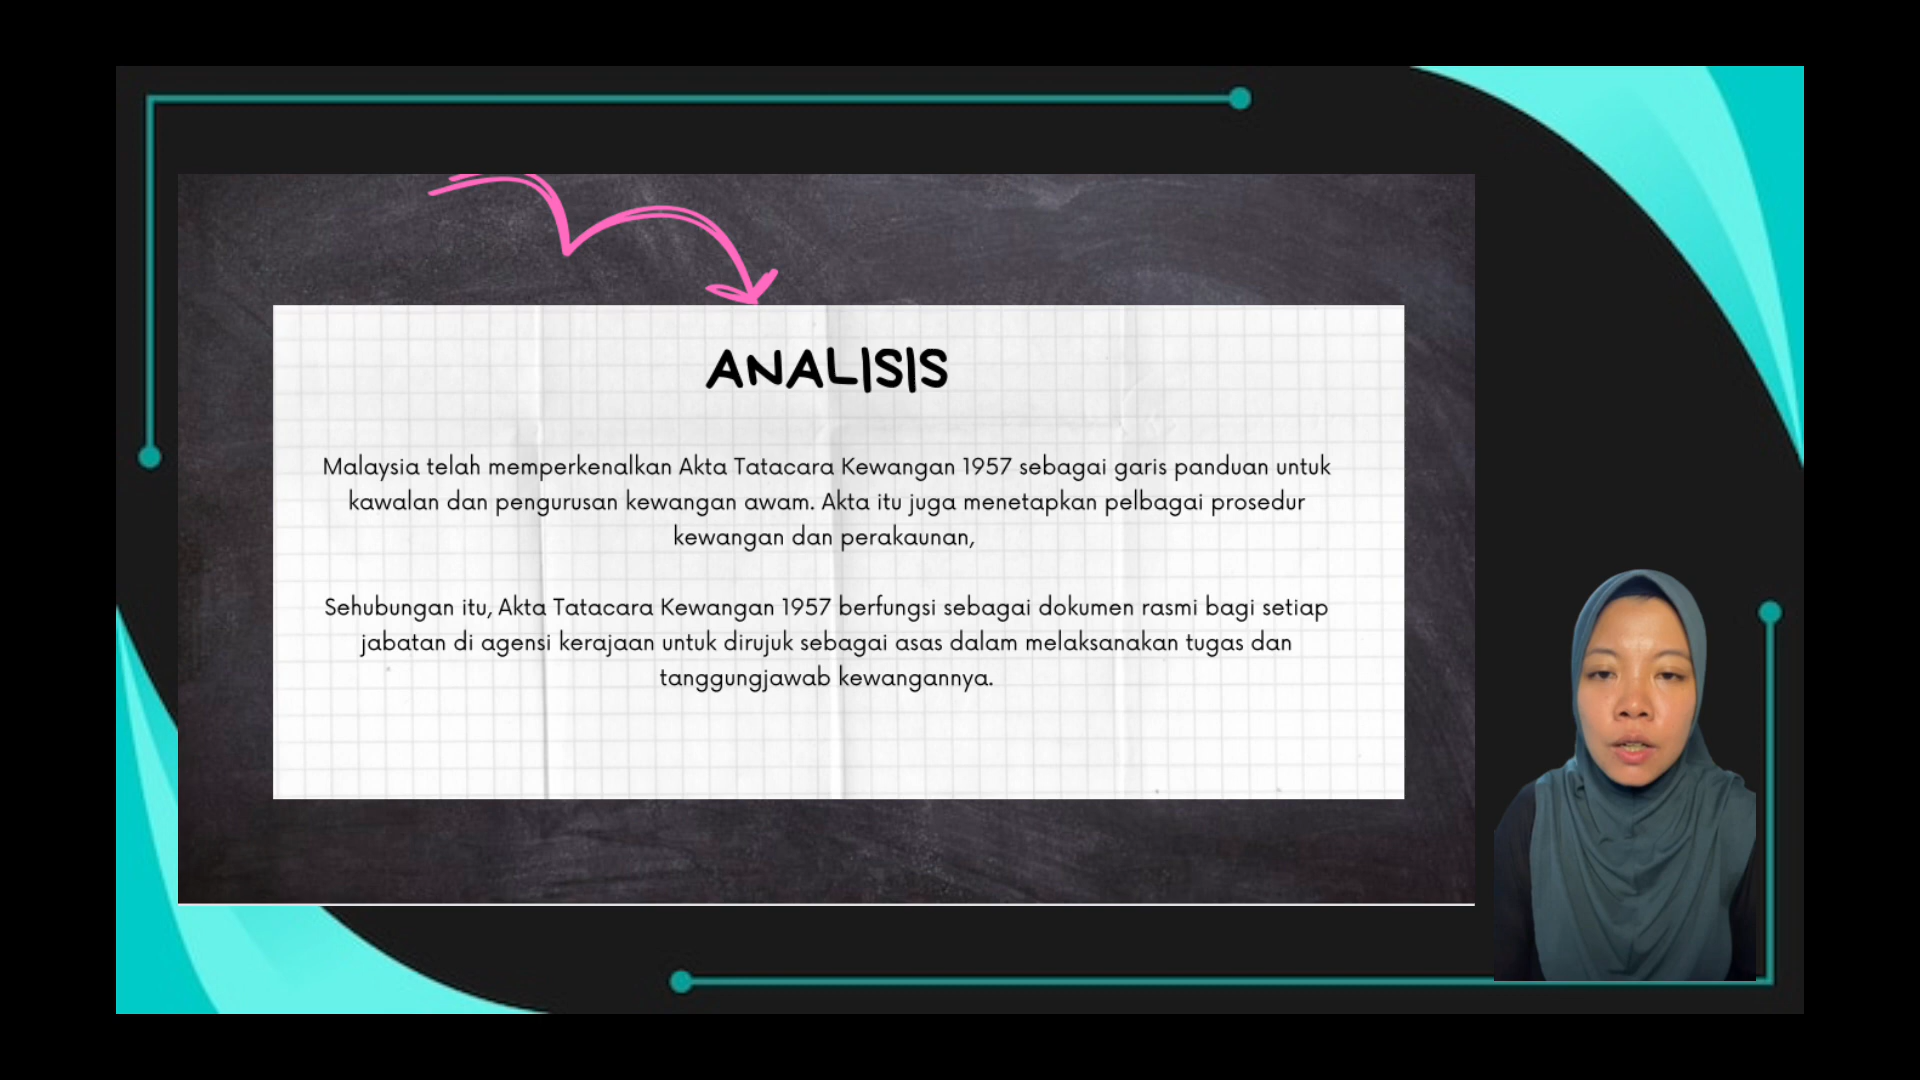 ANALISIS
Malaysia telah memperkenalkan Akta Tatacara Kewangan 1957 sebagai garis panduan untuk
kawalan dan pengurusan kewangan awam. Akta itu juga menetapkan pelbagai prosedur
kewangan dan perakaunan,
Sehubungan itu, Akta Tatacara Kewangan 1957 berfungsi sebagai dokumen rasmi bagi setiap
jabatan di agensi kerajaan untuk dirujuk sebagai asas dalam melaksanakan tugas dan
tanggungjawab kewangannya.